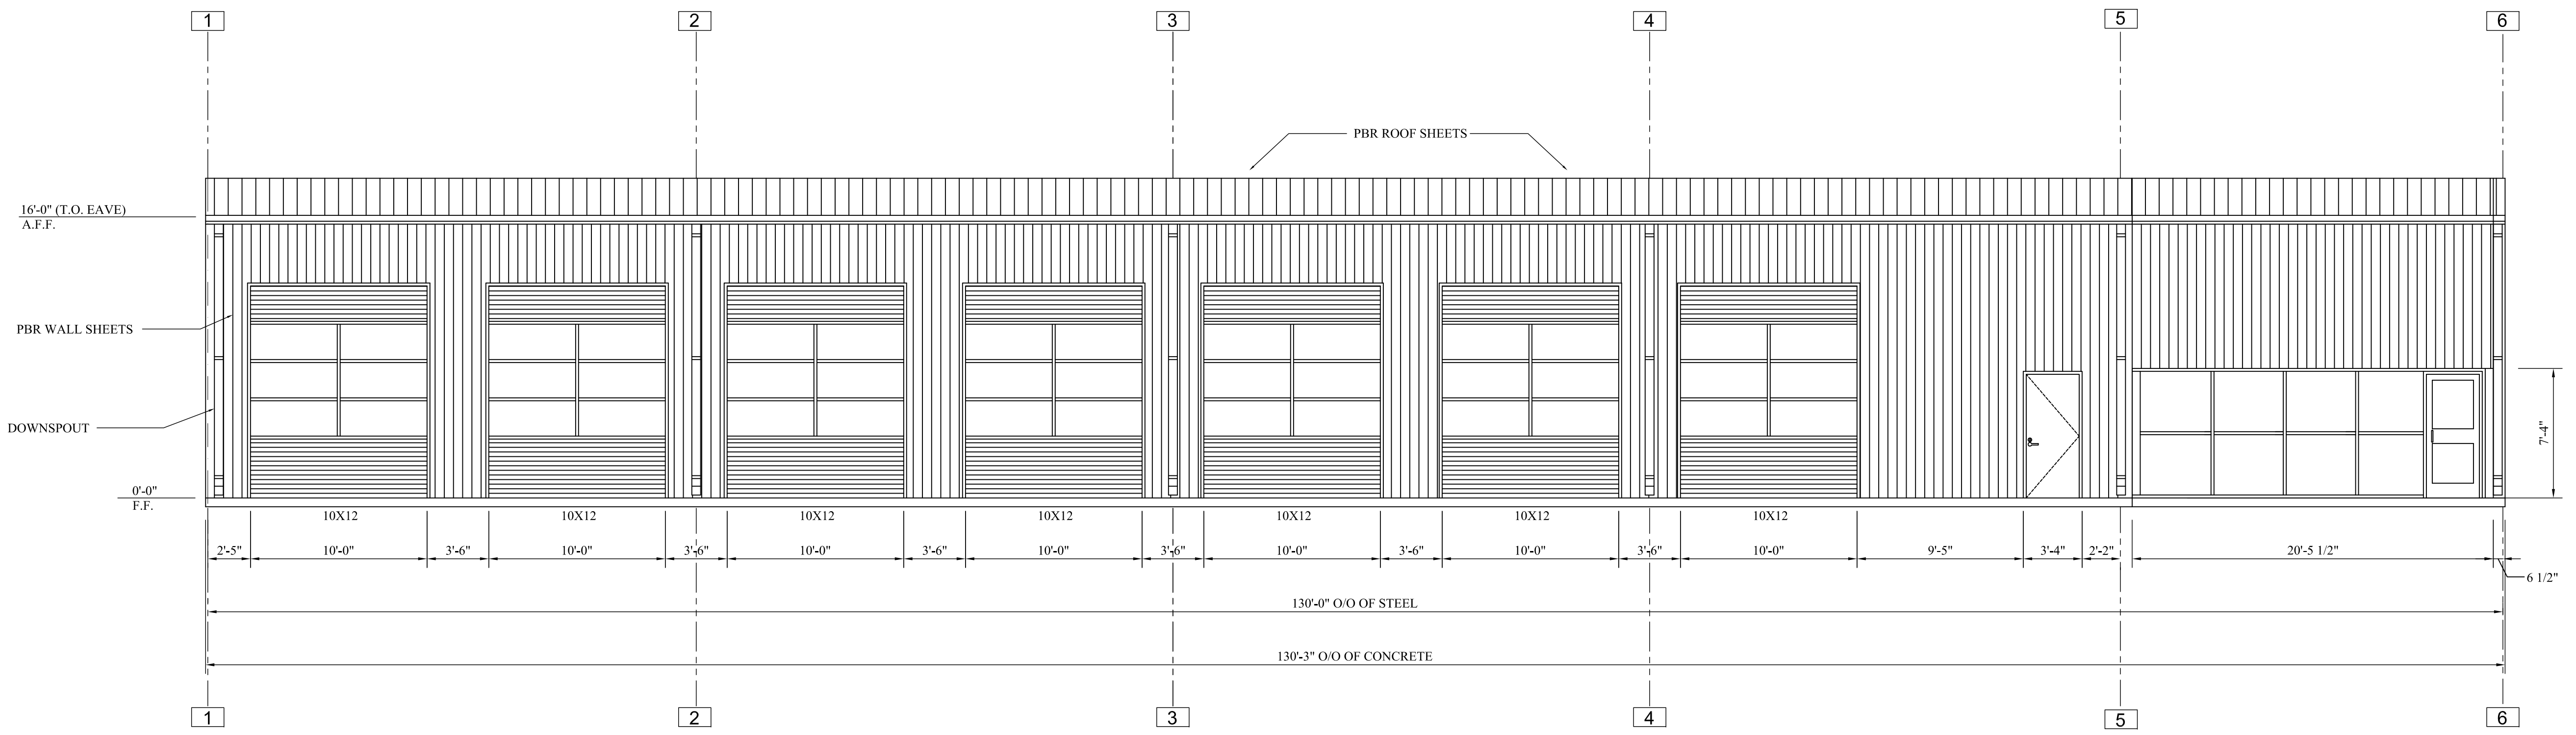 1 2 3 4 5 6
PBR ROOF SHEETS
16'-0" (T.O. EAVE)
A.F.F.
PBR WALL SHEETS
DOWNSPOUT
7'-4"
0'-0"
F.F.
10X12 10X12 10X12 10X12 10X12 10X12 10X12
2'-5" 10'-0" 3'-6" 10'-0" 3'-6" 10'-0" 3'-6" 10'-0" 3'-6" 10'-0" 3'-6" 10'-0" 3'-6" 10'-0" 9'-5" 3'-4" 2'-2" 20'-5 1/2"
6 1/2"
130'-0" O/O OF STEEL
130'-3" O/O OF CONCRETE
1 2 3 4 5 6